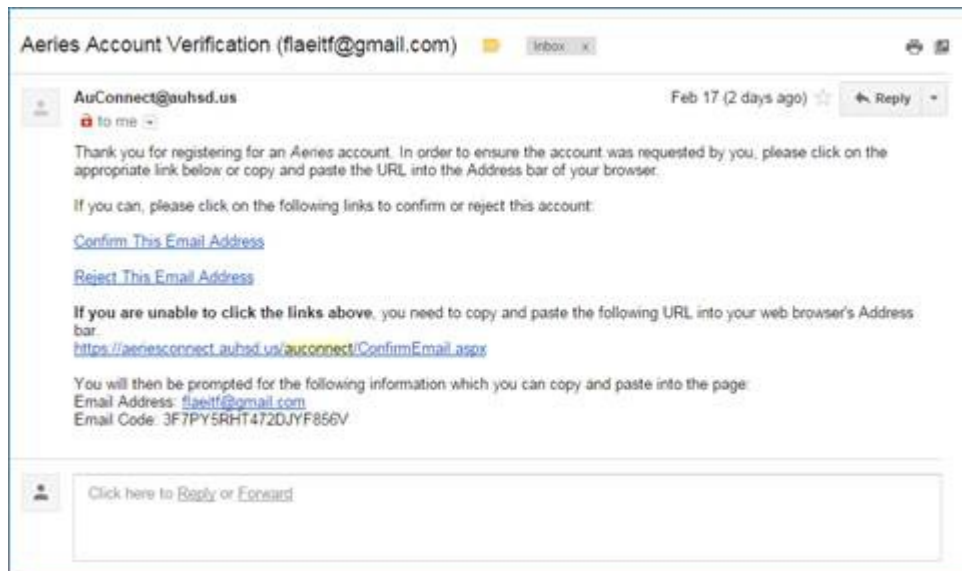 Aeries Account Verification (flaeitf@gmail.com) Inbox x
AuConnect@auhsd.us Feb 17 (2 days ago) Reply
to me
Thank you for registering for an Aeries account. In order to ensure the account was requested by you, please click on the
appropriate link below or copy and paste the URL into the Address bar of your browser.
If you can, please click on the following links to confirm or reject this account:
Confirm This Email Address
Reject This Email Address
If you are unable to click the links above, you need to copy and paste the following URL into your web browser's Address
bar.
https://aeriesconnect.auhsd.us/auconnect/ConfirmEmail.aspx
You will then be prompted for the following information which you can copy and paste into the page:
Email Address: flaeitf@gmail.com
Email Code: 3F7PY5RHT472DJYF856V
Click here to Reply or Forward